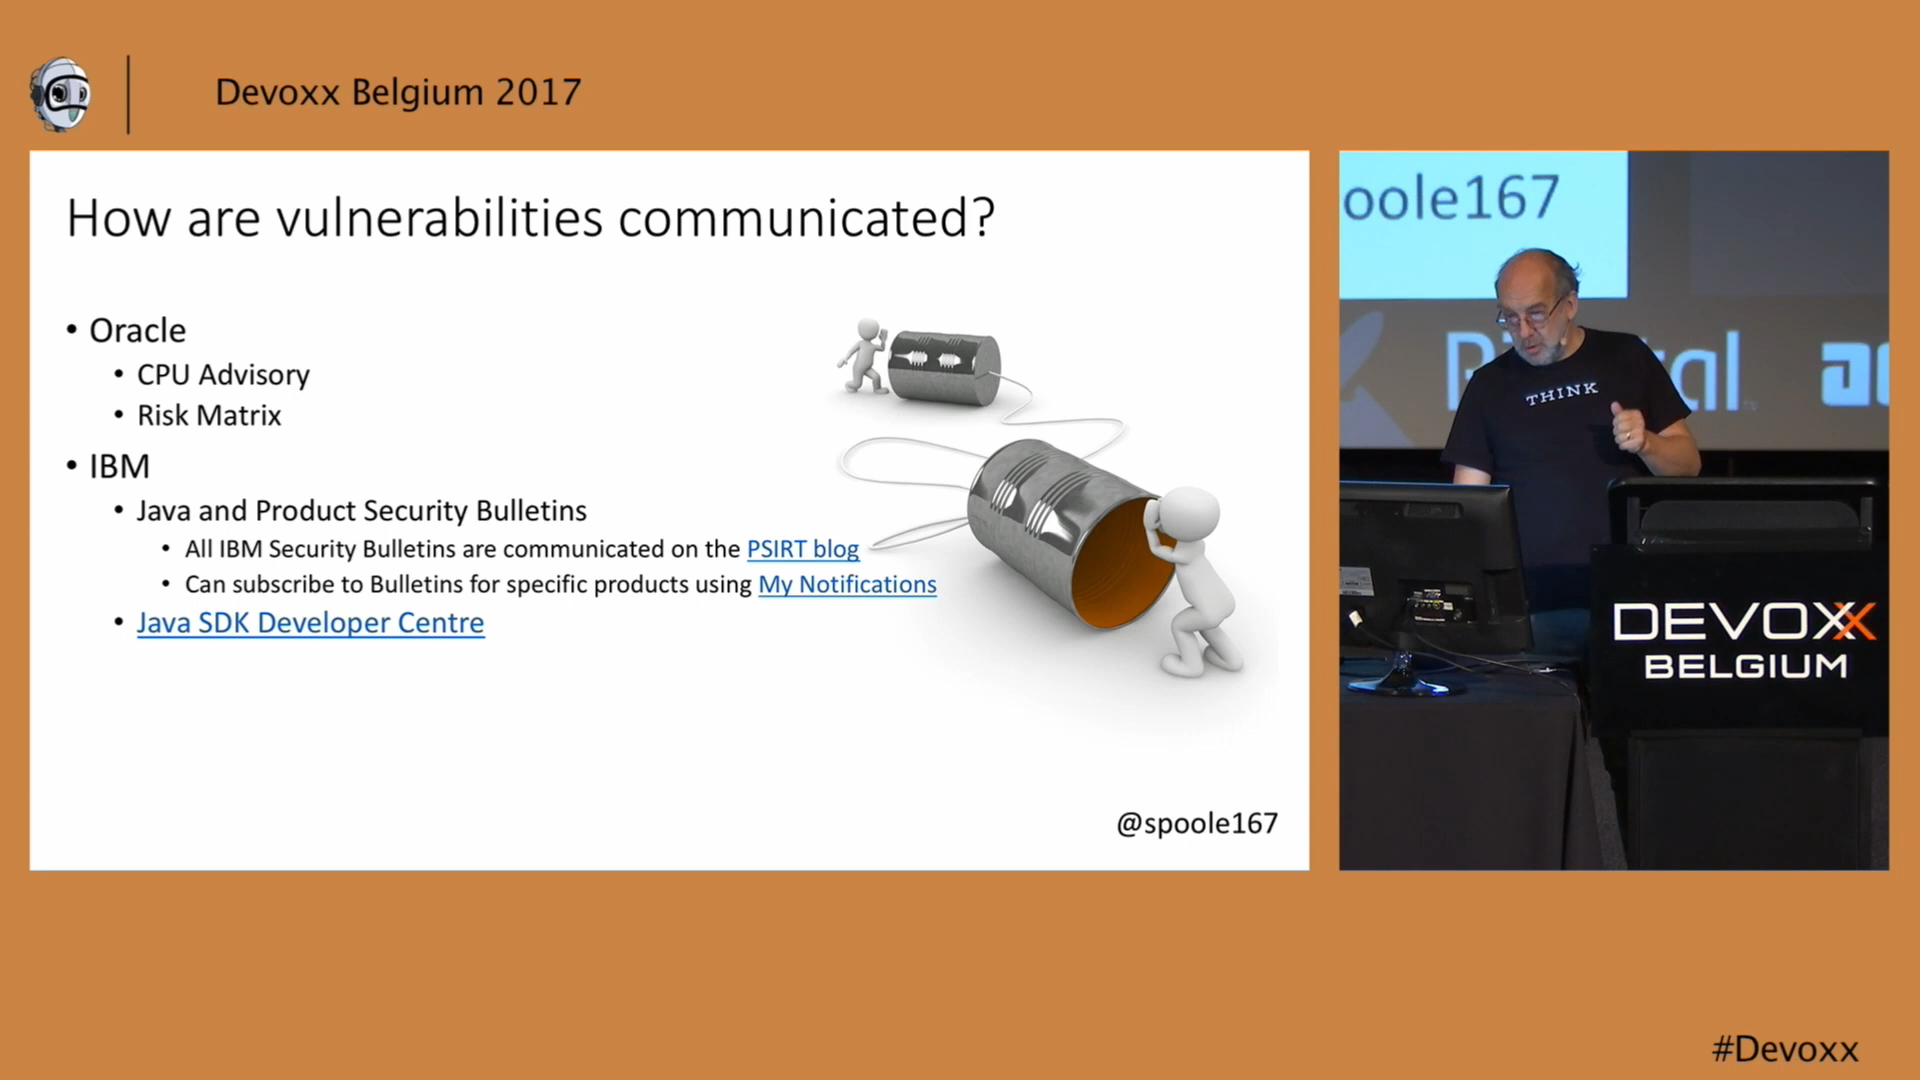 Devoxx Belgium 2017
How are vulnerabilities communicated?
• Oracle
• CPU Advisory
• Risk Matrix
• IBM
• Java and Product Security Bulletins
• All IBM Security Bulletins are communicated on the PSIRT blog
• Can subscribe to Bulletins for specific products using My Notifications
• Java SDK Developer Centre
@spoole167
poole167
THINK
DEVOXX
BELGIUM
#Devoxx